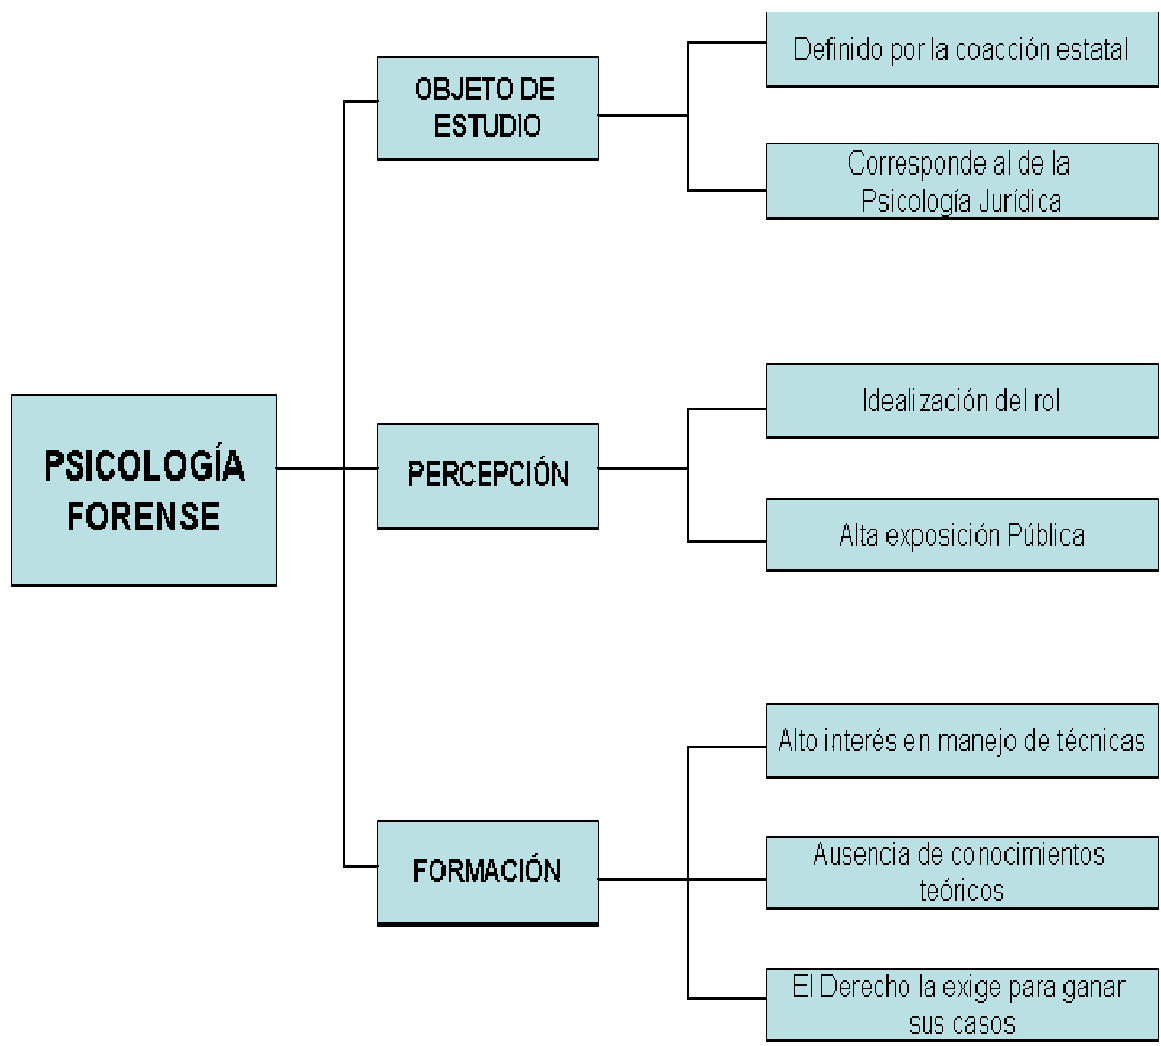 PSICOLOGÍA
FORENSE
OBJETO DE
ESTUDIO
Definido por la coacción estatal
Corresponde al de la
Psicología Jurídica
PERCEPCIÓN
Idealización del rol
Alta exposición Pública
FORMACIÓN
Alto interés en manejo de técnicas
Ausencia de conocimientos
teóricos
El Derecho la exige para ganar
sus casos